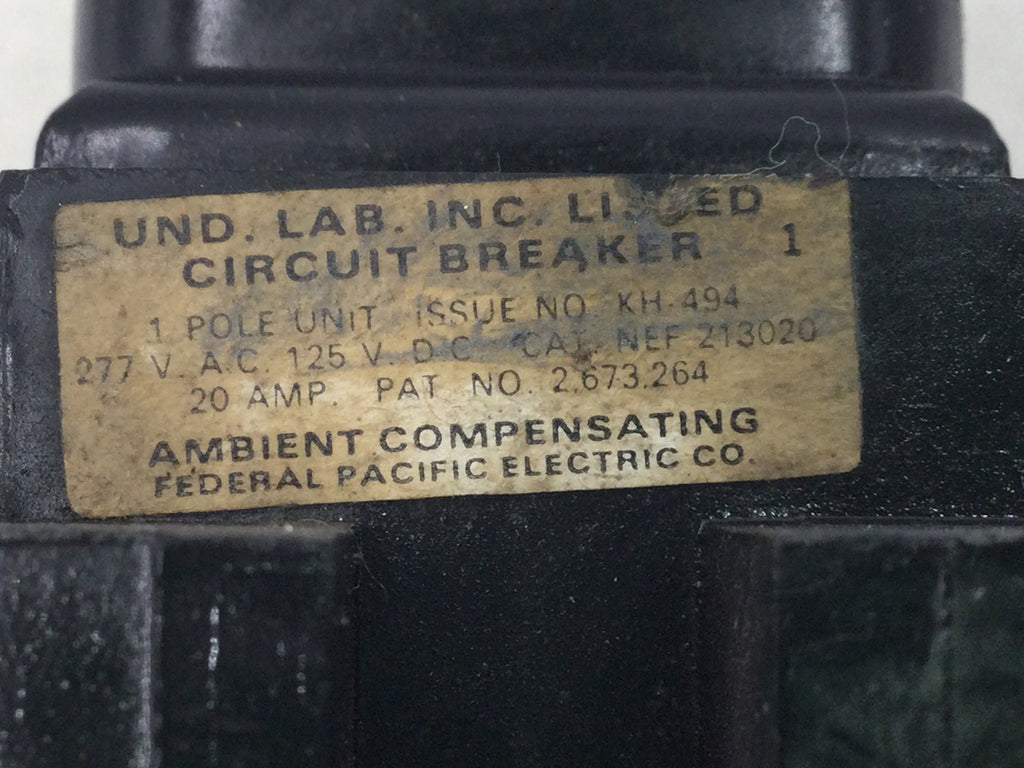 UND. LAB. INC. LISTED
CIRCUIT BREAKER 1
1 POLE UNIT ISSUE NO. KH-494
277 V. A.C. 125 V. D.C. CAT. NEF 213020
20 AMP. PAT. NO. 2,673,264
AMBIENT COMPENSATING
FEDERAL PACIFIC ELECTRIC CO.